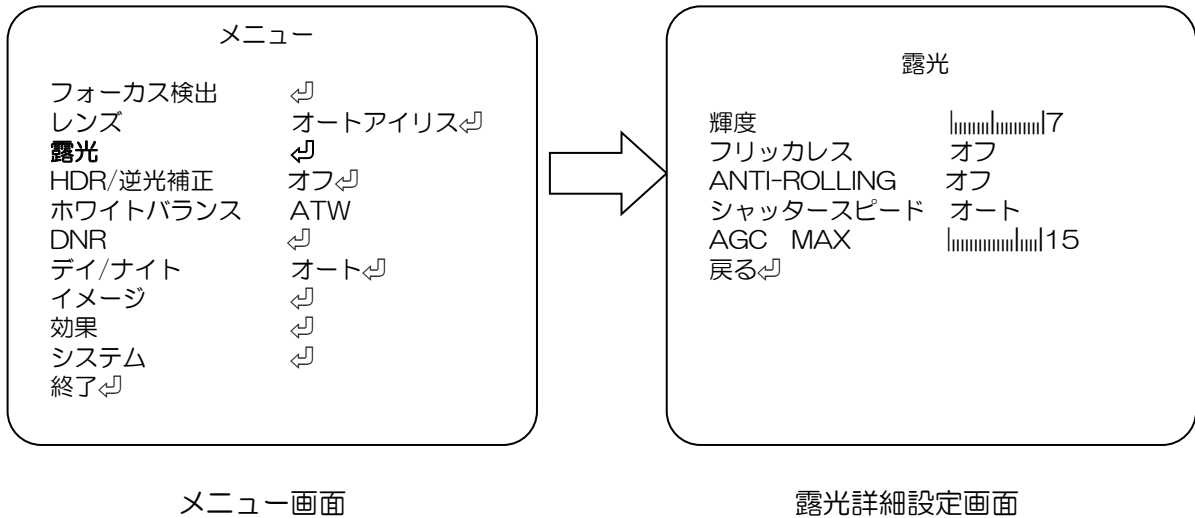 メニュー
フォーカス検出 ⏎
レンズ オートアイリス⏎
露光 ⏎
HDR/逆光補正 オフ⏎
ホワイトバランス ATW
DNR ⏎
デイ/ナイト オート⏎
イメージ ⏎
効果 ⏎
システム ⏎
終了⏎
メニュー画面
露光
輝度 7
フリッカレス オフ
ANTI-ROLLING オフ
シャッタースピード オート
AGC MAX 15
戻る⏎
露光詳細設定画面